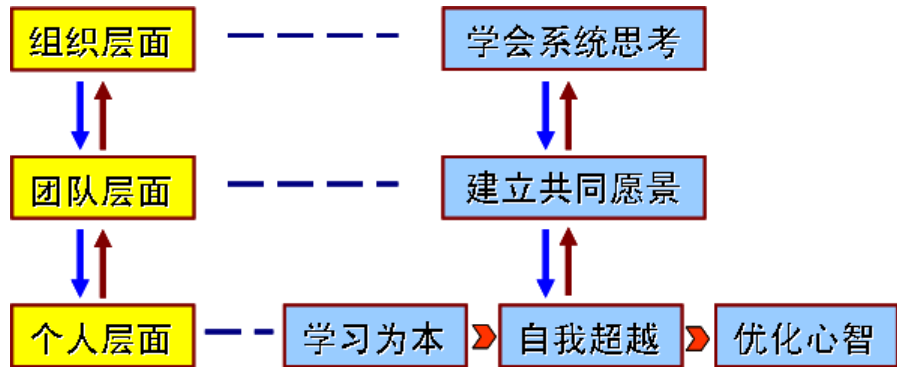 组织层面 学会系统思考
团队层面 建立共同愿景
个人层面 学习为本 自我超越 优化心智